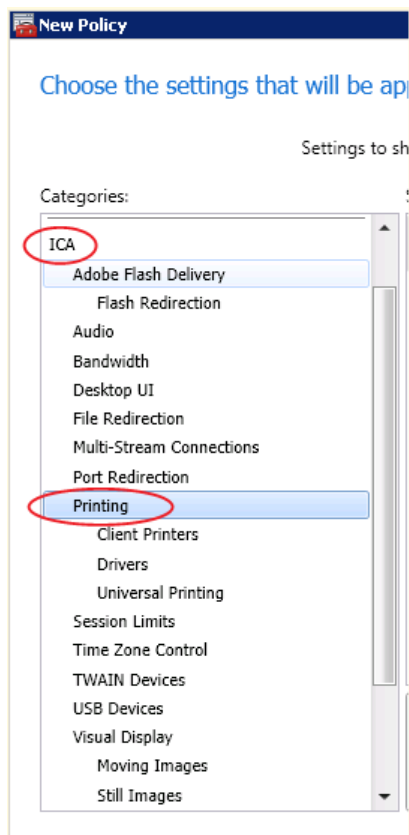 New Policy
Choose the settings that will be
Settings to sh
Categories:
ICA
Adobe Flash Delivery
Flash Redirection
Audio
Bandwidth
Desktop UI
File Redirection
Multi-Stream Connections
Port Redirection
Printing
Client Printers
Drivers
Universal Printing
Session Limits
Time Zone Control
TWAIN Devices
USB Devices
Visual Display
Moving Images
Still Images